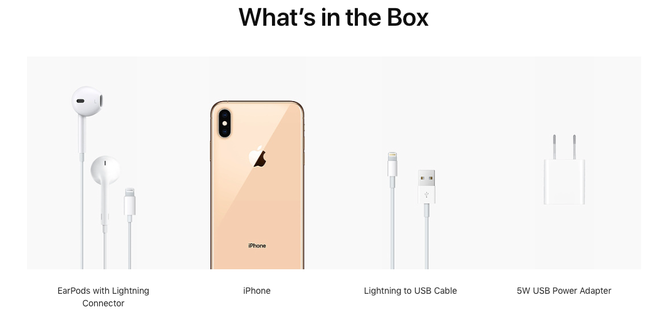 What's in the Box
iPhone
EarPods with Lightning
Connector
iPhone
Lightning to USB Cable
5W USB Power Adapter